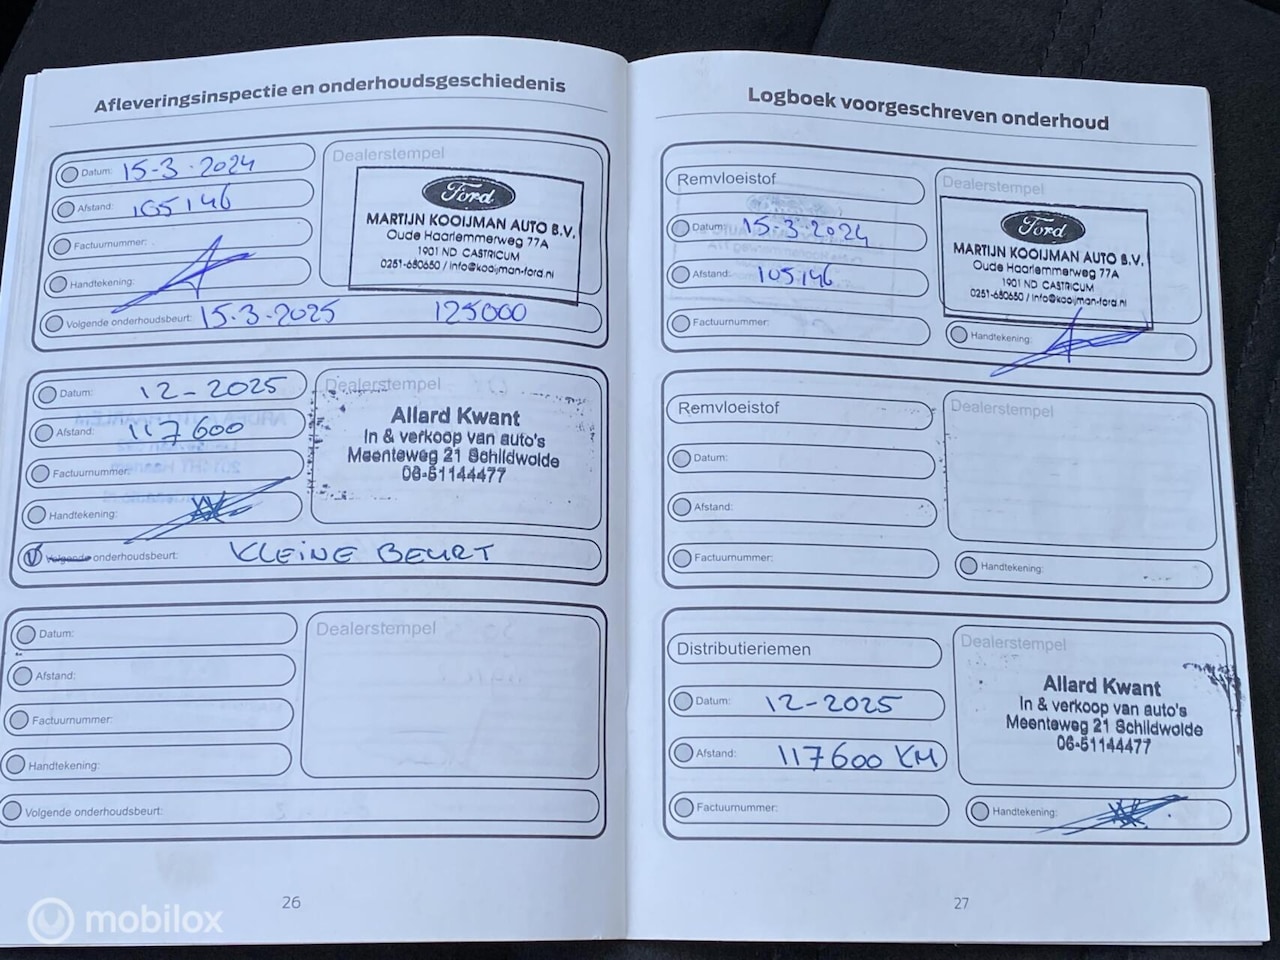 Afleveringsinspectie en onderhoudsgeschiedenis
Datum: 15-3-2024
Afstand: 105146
Factuurnummer:
Handtekening:
Dealerstempel
Ford
MARTIJN KOOIJMAN AUTO B.V.
Oude Haarlemmerweg 77A
1901 ND CASTRICUM
0251-650650 / info@kooijman-ford.nl
Volgende onderhoudsbeurt: 15-3-2025 125000
Datum: 12-2025
Afstand: 117600
Factuurnummer:
Handtekening:
Dealerstempel
Allard Kwant
In & verkoop van auto's
Meenteweg 21 Schildwolde
06-51144477
V Volgende onderhoudsbeurt: KLEINE BEURT
Datum:
Afstand:
Factuurnummer:
Handtekening:
Dealerstempel
Volgende onderhoudsbeurt:
26
Logboek voorgeschreven onderhoud
Remvloeistof
Datum: 15-3-2024
Afstand: 105146
Factuurnummer:
Dealerstempel
Ford
MARTIJN KOOIJMAN AUTO B.V.
Oude Haarlemmerweg 77A
1901 ND CASTRICUM
0251-650650 / info@kooijman-ford.nl
Handtekening:
Remvloeistof
Datum:
Afstand:
Factuurnummer:
Dealerstempel
Handtekening:
Distributieriemen
Datum: 12-2025
Afstand: 117600 KM
Factuurnummer:
Dealerstempel
Allard Kwant
In & verkoop van auto's
Meenteweg 21 Schildwolde
06-51144477
Handtekening:
27
mobilox